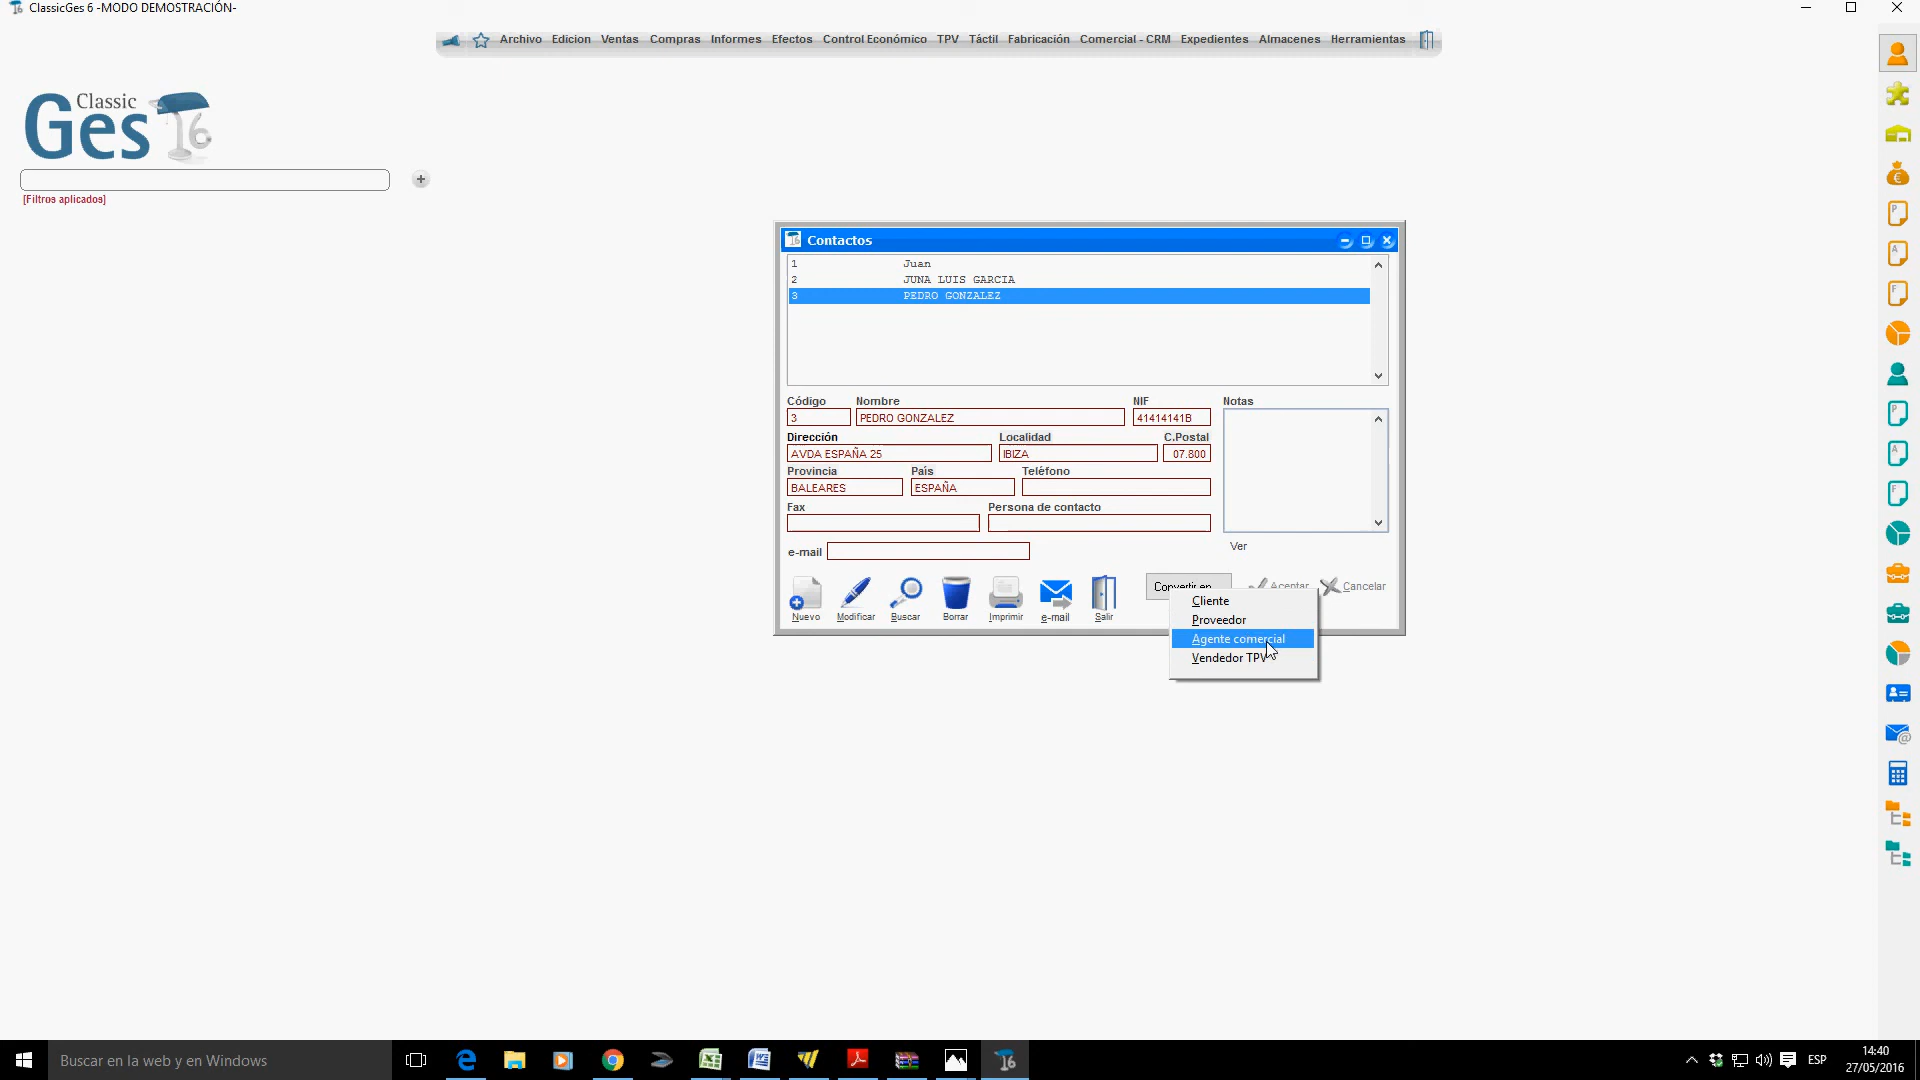 ClassicGes 6 -MODO DEMOSTRACIÓN-
Archivo Edicion Ventas Compras Informes Efectos Control Económico TPV Táctil Fabricación Comercial - CRM Expedientes Almacenes Herramientas
Classic
Ges 6
[Filtros aplicados]
Contactos
1 Juan
2 JUNA LUIS GARCIA
3 PEDRO GONZALEZ
Código Nombre NIF Notas
3 PEDRO GONZALEZ 41414141B
Dirección Localidad C.Postal
AVDA ESPAÑA 25 IBIZA 07.800
Provincia País Teléfono
BALEARES ESPAÑA
Fax Persona de contacto
Ver
e-mail
Convertir en Aceptar Cancelar
Nuevo Modificar Buscar Borrar Imprimir e-mail Salir
Cliente
Proveedor
Agente comercial
Vendedor TPV
Buscar en la web y en Windows
ESP
14:40
27/05/2016